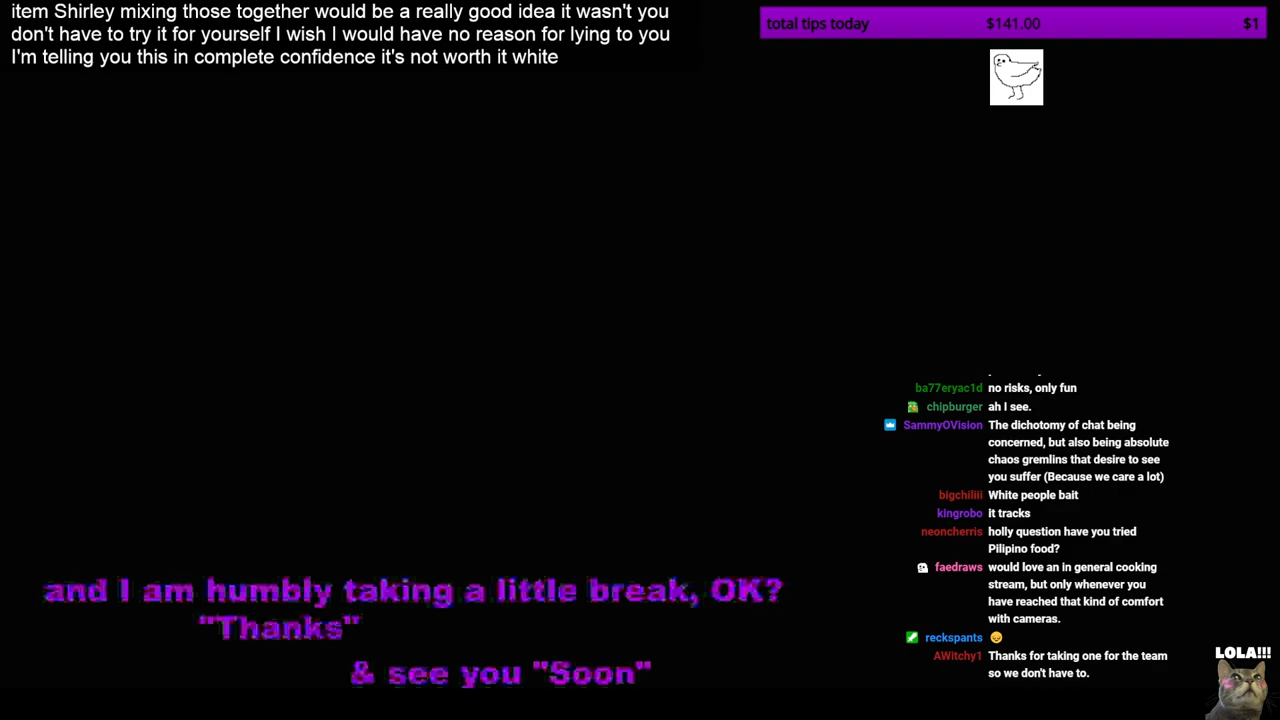 item Shirley mixing those together would be a really good idea it wasn't you
don't have to try it for yourself I wish I would have no reason for lying to you
I'm telling you this in complete confidence it's not worth it white
total tips today $141.00 $1
ba77eryac1d no risks, only fun
chipburger ah I see.
SammyOVision The dichotomy of chat being
concerned, but also being absolute
chaos gremlins that desire to see
you suffer (Because we care a lot)
bigchiliii White people bait
kingrobo it tracks
neoncherris holly question have you tried
Pilipino food?
faedraws would love an in general cooking
stream, but only whenever you
have reached that kind of comfort
with cameras.
reckspants
AWitchy1 Thanks for taking one for the team
so we don't have to.
and I am humbly taking a little break, OK?
"Thanks"
& see you "Soon"
LOLA!!!